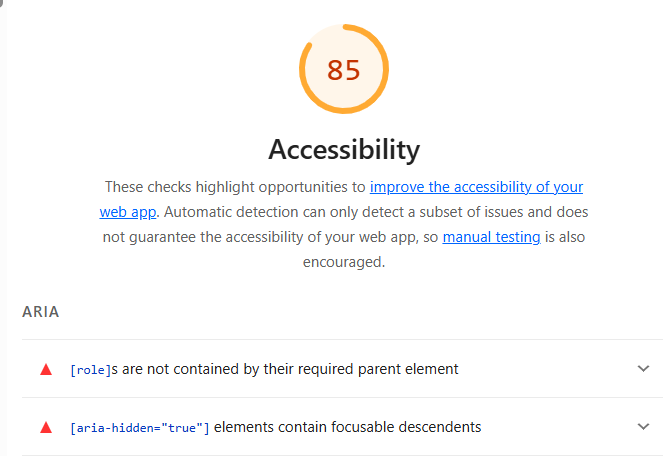 85
Accessibility
These checks highlight opportunities to improve the accessibility of your
web app. Automatic detection can only detect a subset of issues and does
not guarantee the accessibility of your web app, so manual testing is also
encouraged.
ARIA
[role]s are not contained by their required parent element
[aria-hidden="true"] elements contain focusable descendents